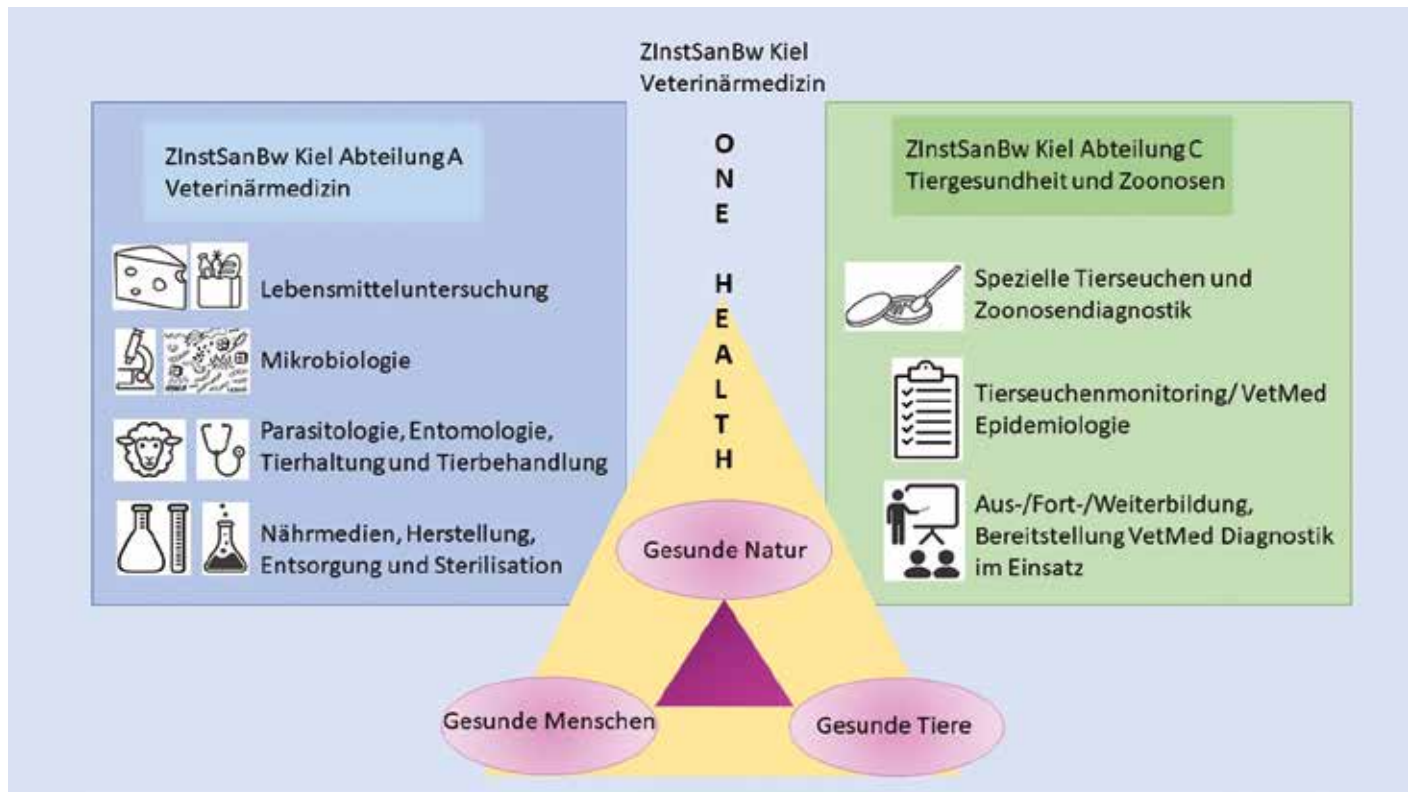 ZInstSanBw Kiel
Veterinärmedizin
ONE
HEALTH
ZInstSanBw Kiel Abteilung A
Veterinärmedizin
Lebensmitteluntersuchung
Mikrobiologie
Parasitologie, Entomologie,
Tierhaltung und Tierbehandlung
Nährmedien, Herstellung,
Entsorgung und Sterilisation
ZInstSanBw Kiel Abteilung C
Tiergesundheit und Zoonosen
Spezielle Tierseuchen und
Zoonosendiagnostik
Tierseuchenmonitoring/ VetMed
Epidemiologie
Aus-/Fort-/Weiterbildung,
Bereitstellung VetMed Diagnostik
im Einsatz
Gesunde Natur
Gesunde Menschen
Gesunde Tiere